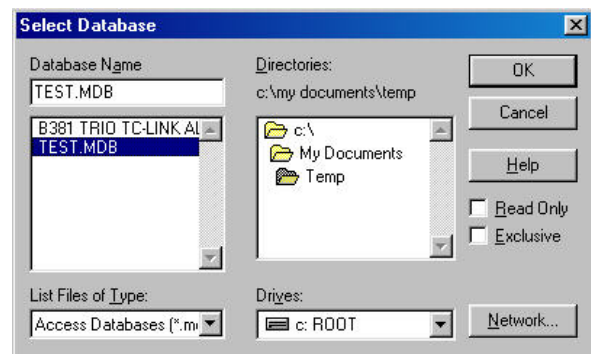 Select Database
Database Name
TEST.MDB
B381 TRIO TC-LINK
TEST.MDB
List Files of Type:
Access Databases (*.m
Directories:
c:\my documents\temp
c:\
My Documents
Temp
Drives:
c: ROOT
OK
Cancel
Help
Read Only
Exclusive
Network...